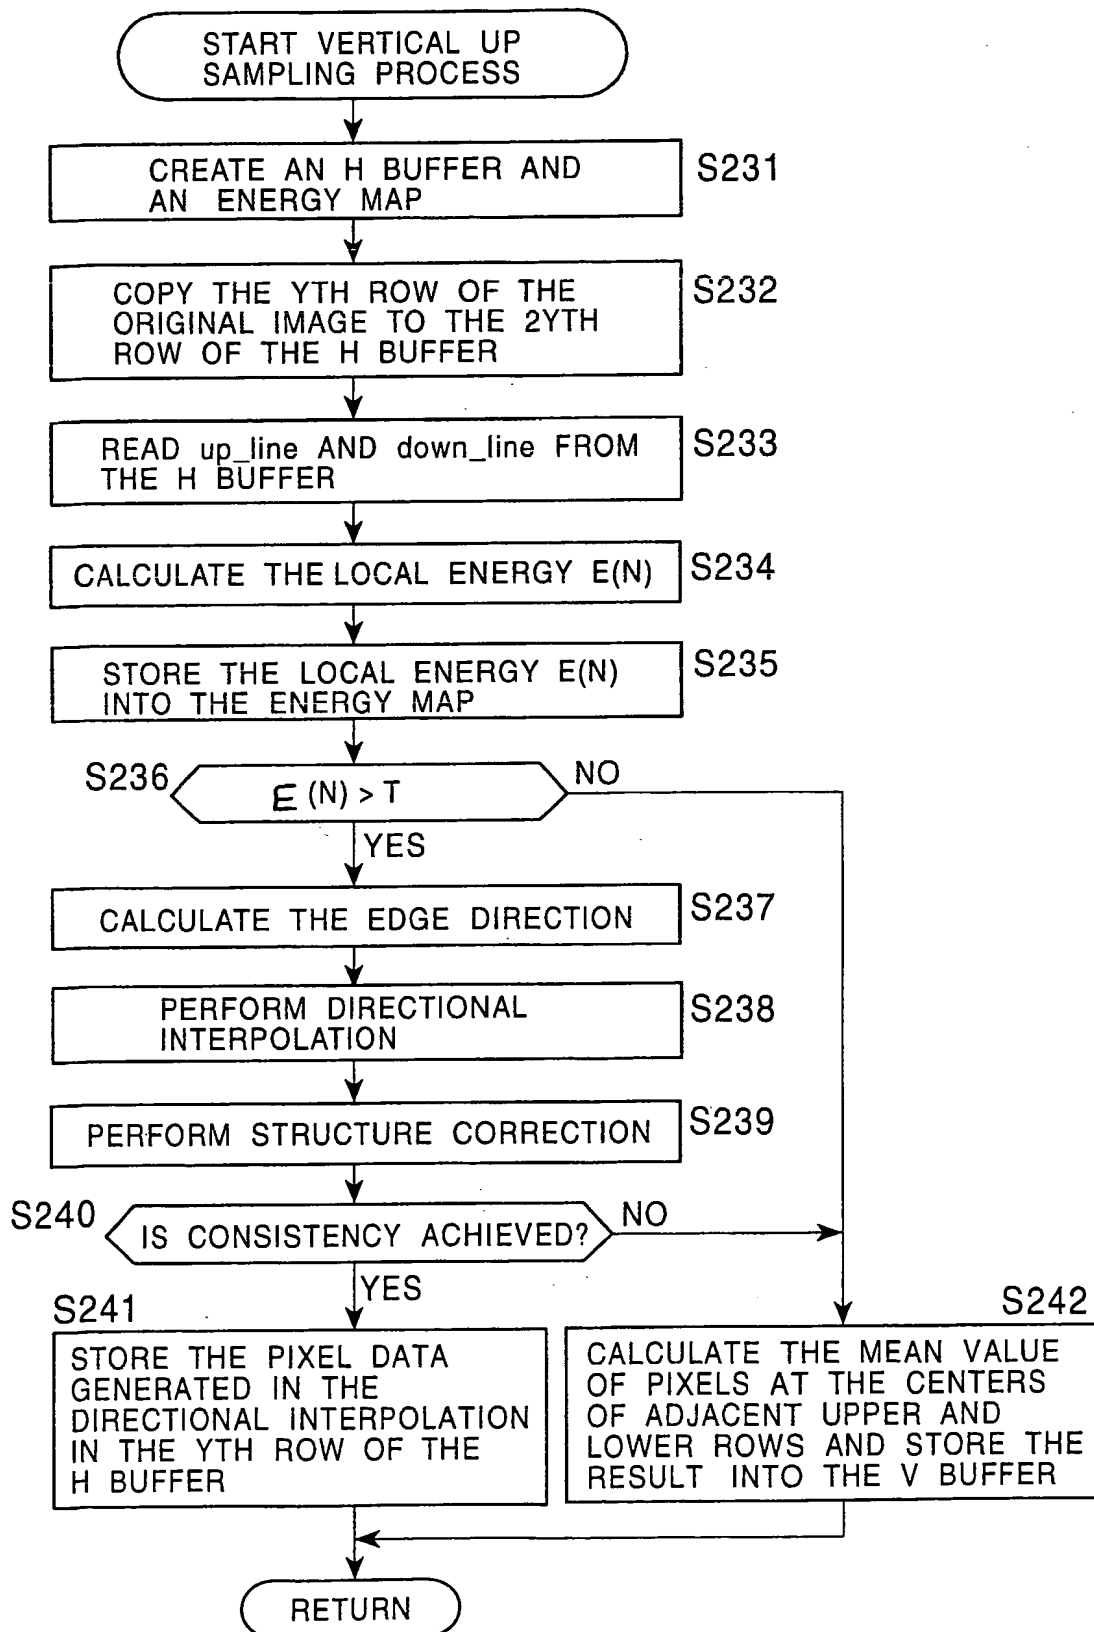 START VERTICAL UP
SAMPLING PROCESS
CREATE AN H BUFFER AND
AN ENERGY MAP
S231
COPY THE YTH ROW OF THE
ORIGINAL IMAGE TO THE 2YTH
ROW OF THE H BUFFER
S232
READ up_line AND down_line FROM
THE H BUFFER
S233
CALCULATE THE LOCAL ENERGY E(N)
S234
STORE THE LOCAL ENERGY E(N)
INTO THE ENERGY MAP
S235
S236
E (N) > T
NO
YES
CALCULATE THE EDGE DIRECTION
S237
PERFORM DIRECTIONAL
INTERPOLATION
S238
PERFORM STRUCTURE CORRECTION
S239
S240
IS CONSISTENCY ACHIEVED?
NO
YES
S241
STORE THE PIXEL DATA
GENERATED IN THE
DIRECTIONAL INTERPOLATION
IN THE YTH ROW OF THE
H BUFFER
S242
CALCULATE THE MEAN VALUE
OF PIXELS AT THE CENTERS
OF ADJACENT UPPER AND
LOWER ROWS AND STORE THE
RESULT INTO THE V BUFFER
RETURN